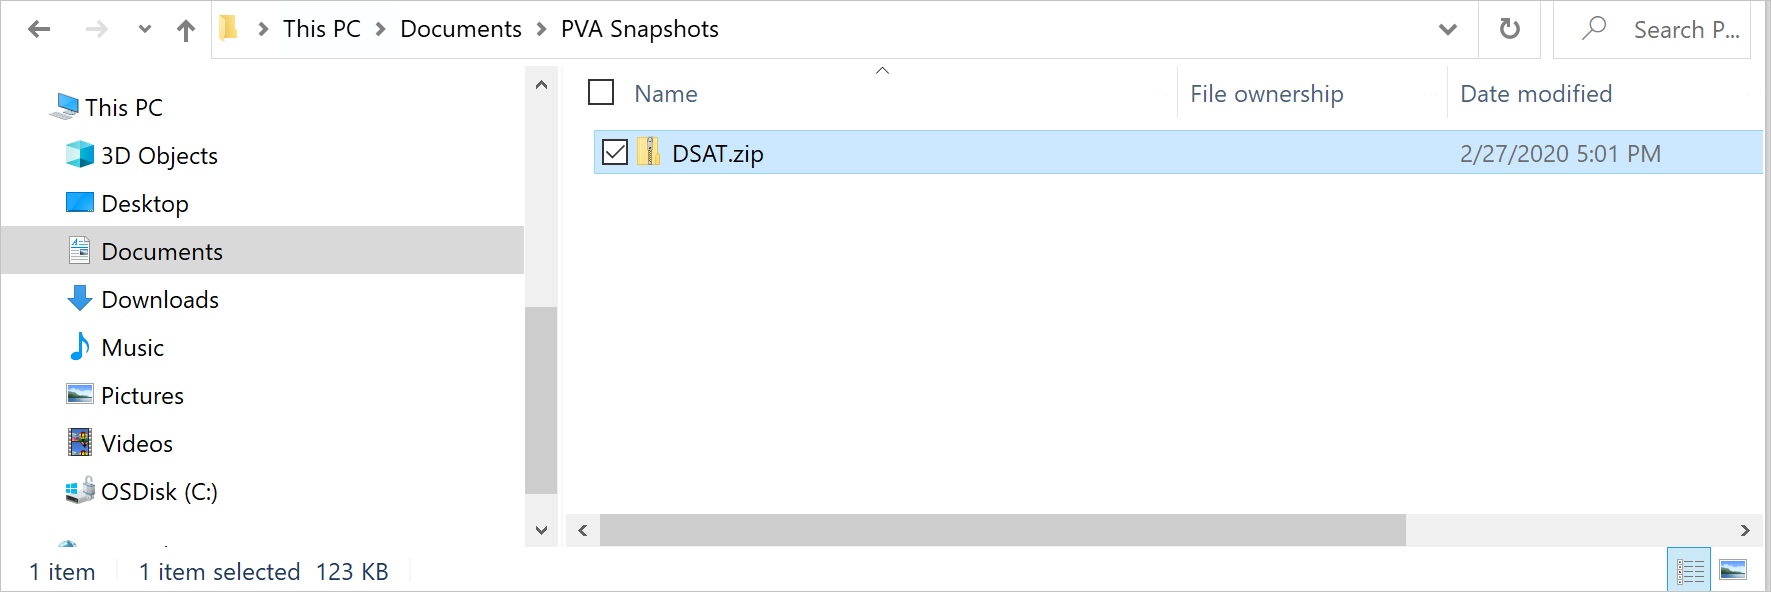 This PC > Documents > PVA Snapshots
Search P...
This PC
3D Objects
Desktop
Documents
Downloads
Music
Pictures
Videos
OSDisk (C:)
Name File ownership Date modified
DSAT.zip 2/27/2020 5:01 PM
1 item 1 item selected 123 KB